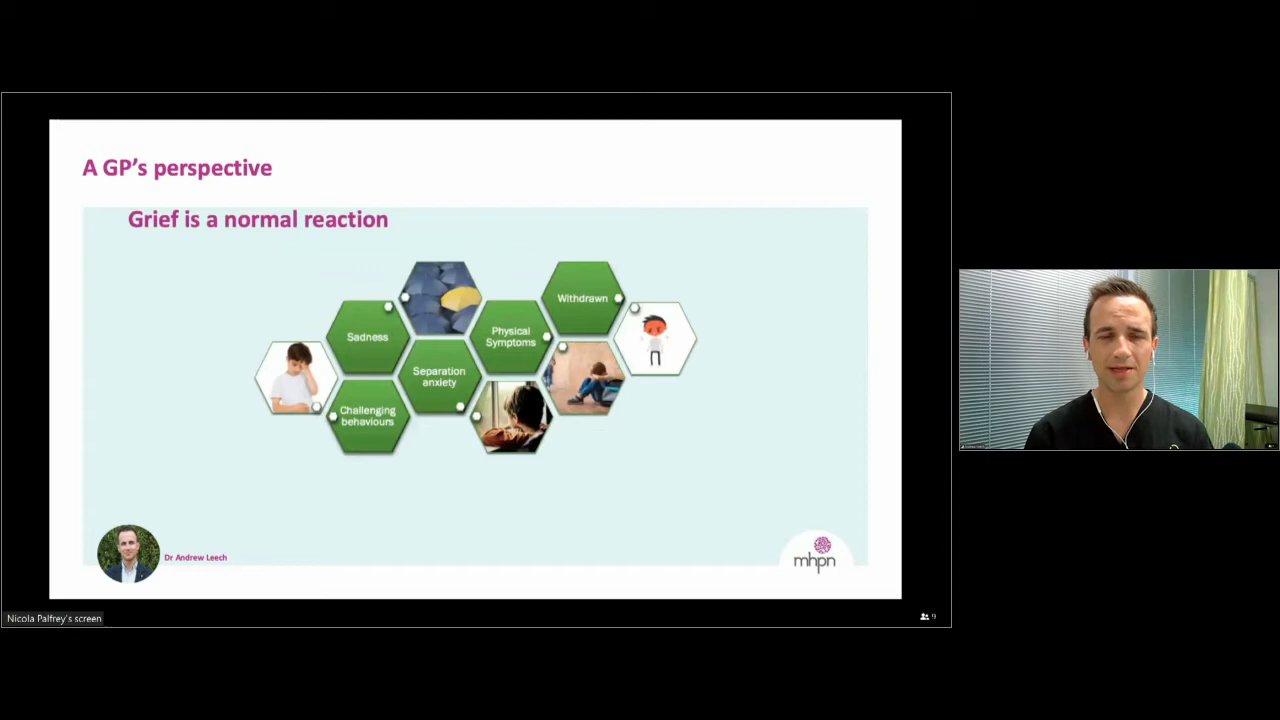 A GP's perspective
Grief is a normal reaction
Withdrawn
Sadness
Physical
Symptoms
Separation
anxiety
Challenging
behaviours
Dr Andrew Leech
mhpn
Nicola Palfrey's screen
9